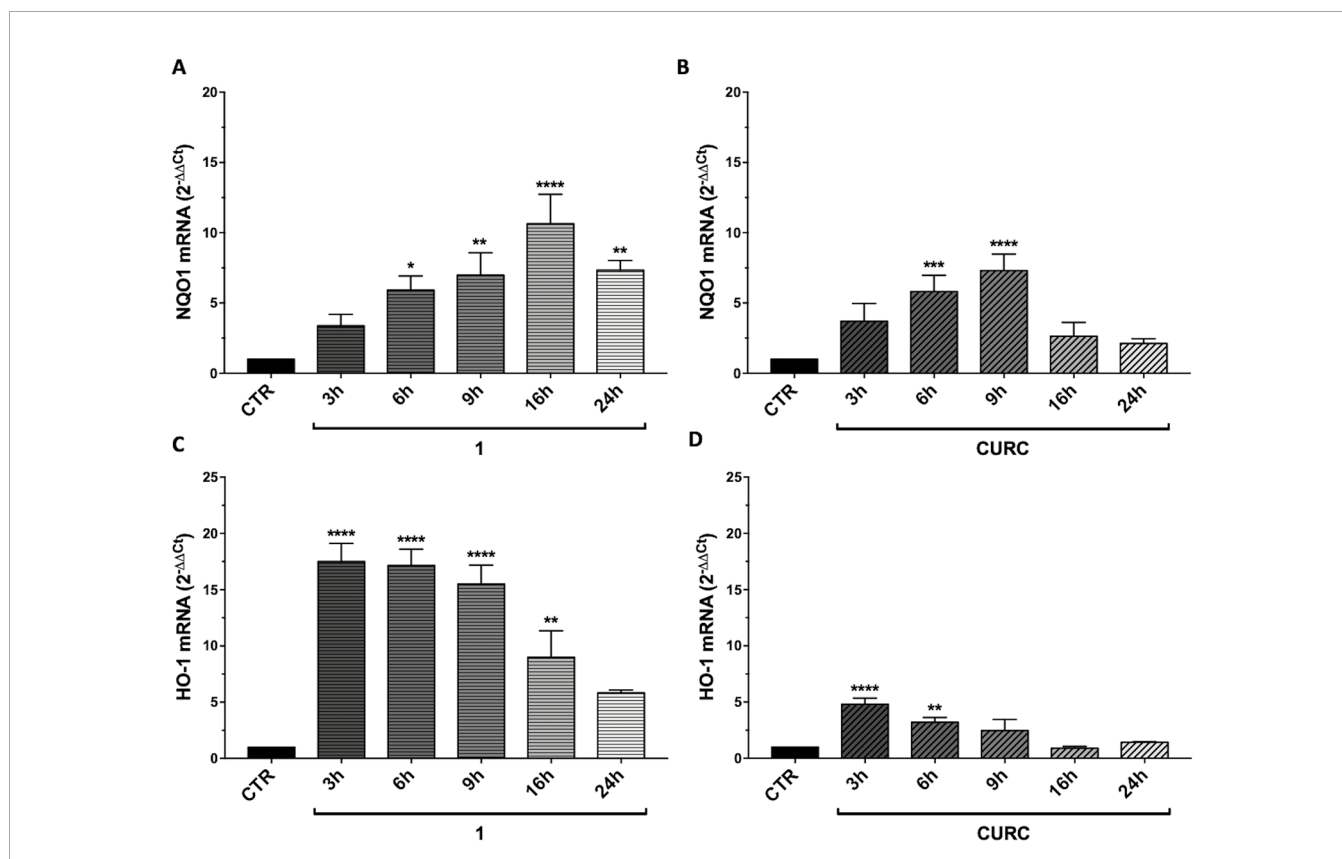 A
NQO1 mRNA (2-ΔΔCt)
20
15
10
5
0
*
**
****
**
CTR
3h
6h
9h
16h
24h
1
B
NQO1 mRNA (2-ΔΔCt)
20
15
10
5
0
***
****
CTR
3h
6h
9h
16h
24h
CURC
C
HO-1 mRNA (2-ΔΔCt)
25
20
15
10
5
0
****
****
****
**
CTR
3h
6h
9h
16h
24h
1
D
HO-1 mRNA (2-ΔΔCt)
25
20
15
10
5
0
****
**
CTR
3h
6h
9h
16h
24h
CURC